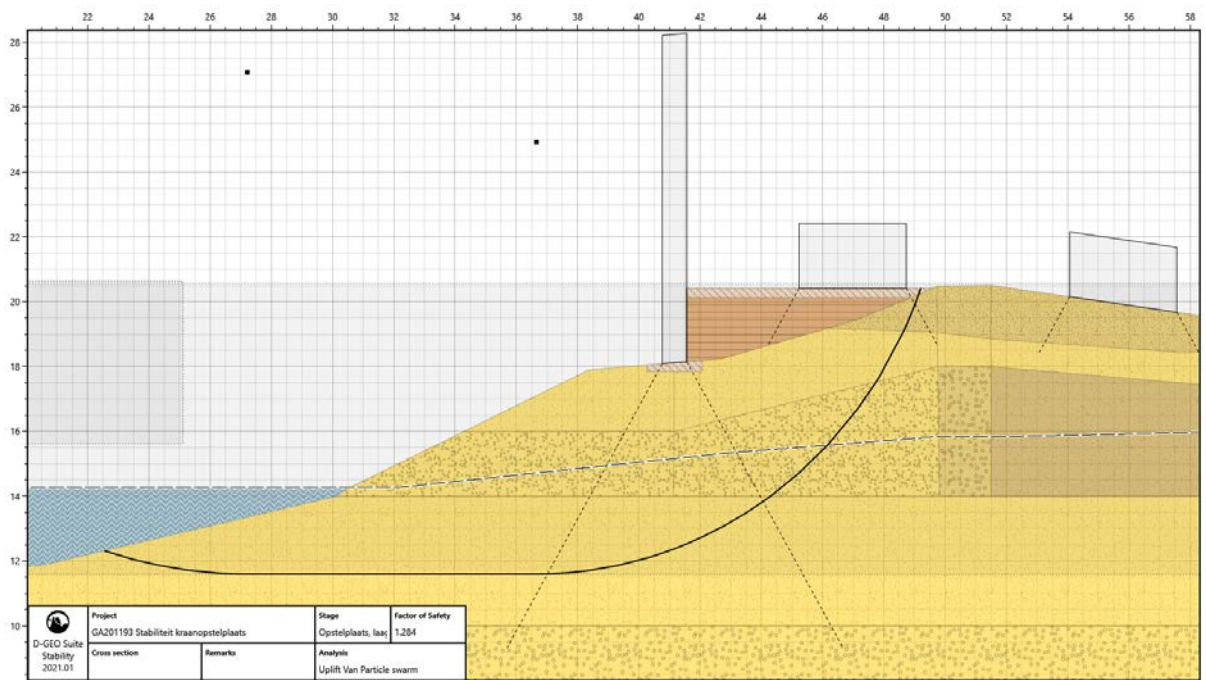 22 24 26 28 30 32 34 36 38 40 42 44 46 48 50 52 54 56 58
28
26
24
22
20
18
16
14
12
10
D-GEO Suite
Stability
2021.01
Project
GA201193 Stabiliteit kraanopstelplaats
Stage
Opstelplaats, laag
Factor of Safety
1.284
Cross section
Remarks
Analysis
Uplift Van Particle swarm